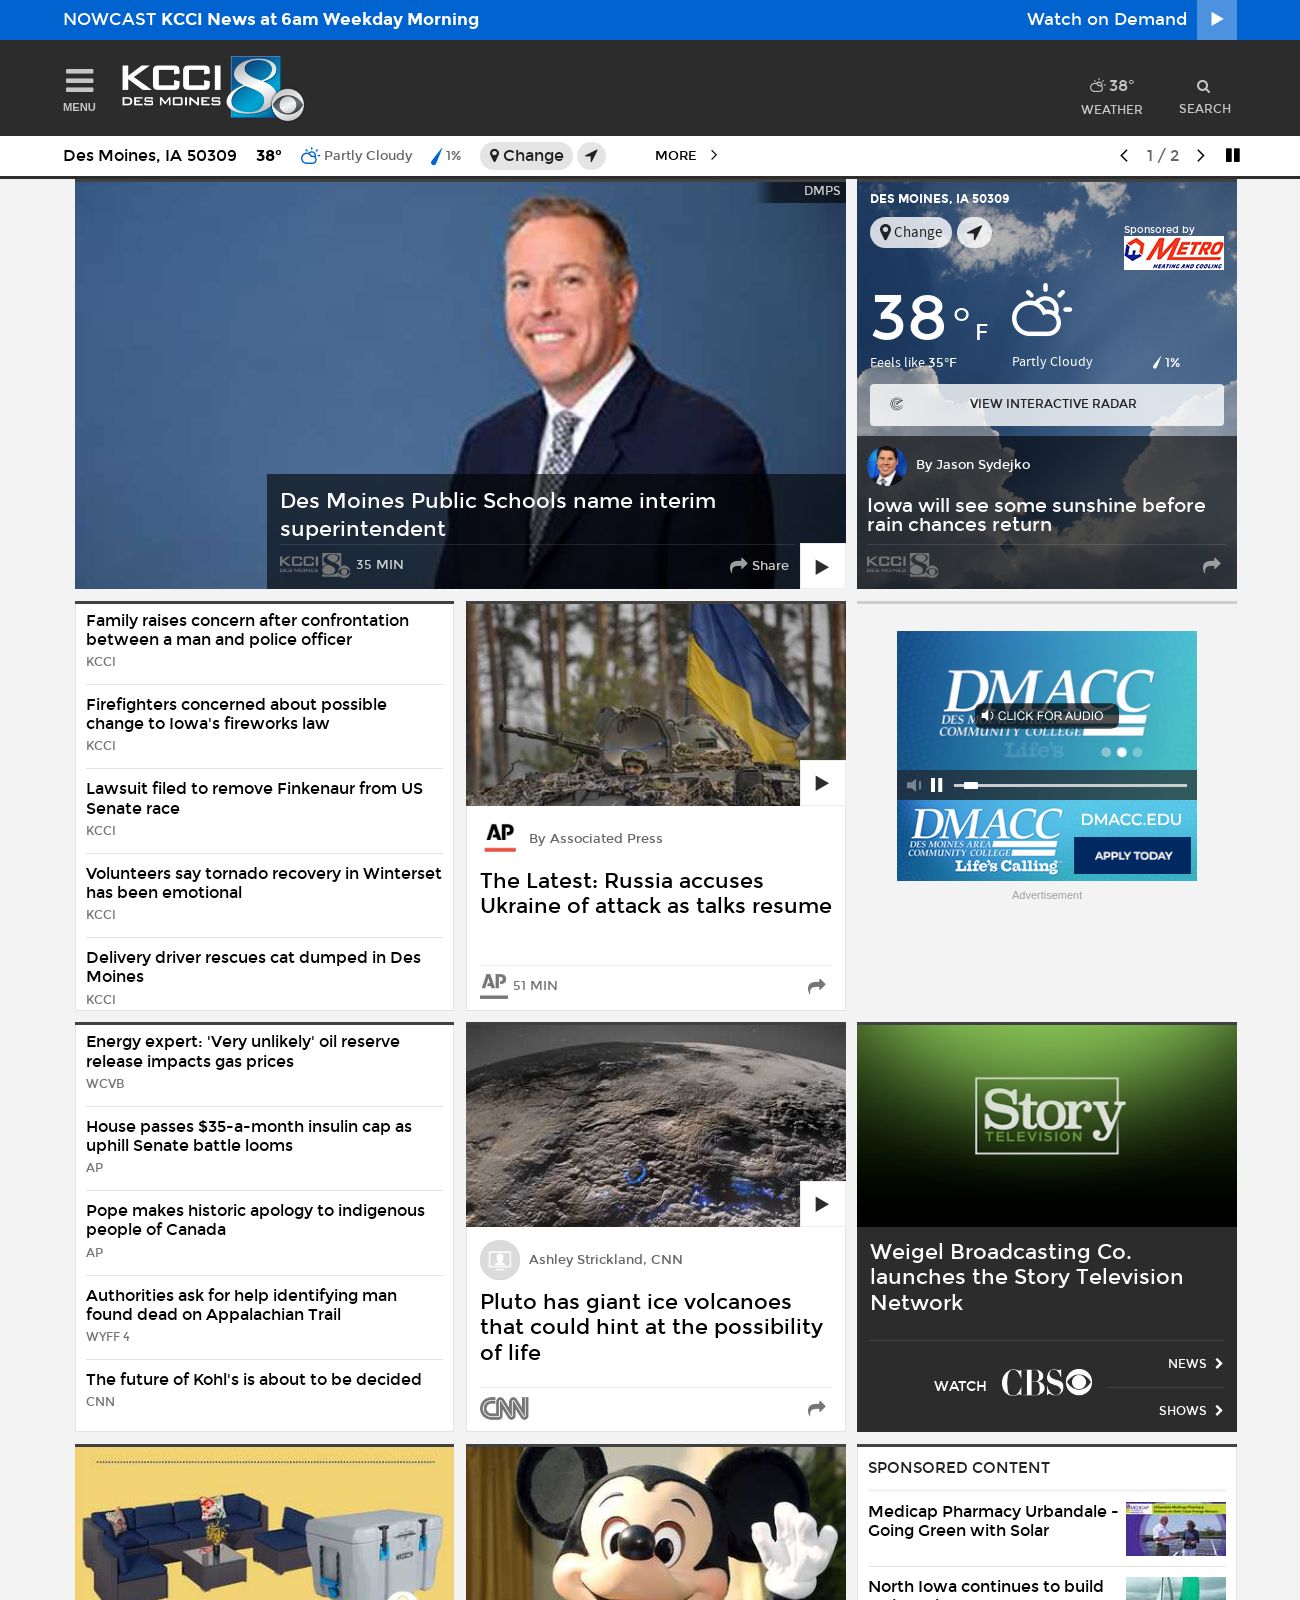 NOWCAST KCCI News at 6am Weekday Morning
Watch on Demand
MENU
KCCI 8
DES MOINES
38°
WEATHER
SEARCH
Des Moines, IA 50309 38° Partly Cloudy 1% Change MORE
1 / 2
DMPS
Des Moines Public Schools name interim
superintendent
KCCI 8
DES MOINES
35 MIN
Share
DES MOINES, IA 50309
Change
Sponsored by
METRO
HEATING AND COOLING
38° F
Feels like 35°F
Partly Cloudy
1%
VIEW INTERACTIVE RADAR
By Jason Sydejko
Iowa will see some sunshine before
rain chances return
KCCI 8
DES MOINES
Family raises concern after confrontation
between a man and police officer
KCCI
Firefighters concerned about possible
change to Iowa's fireworks law
KCCI
Lawsuit filed to remove Finkenaur from US
Senate race
KCCI
Volunteers say tornado recovery in Winterset
has been emotional
KCCI
Delivery driver rescues cat dumped in Des
Moines
KCCI
AP
By Associated Press
The Latest: Russia accuses
Ukraine of attack as talks resume
AP
51 MIN
DMACC
CLICK FOR AUDIO
COMMUNITY COLLEGE
Life's
DMACC
DES MOINES AREA
COMMUNITY COLLEGE
Life's Calling
DMACC.EDU
APPLY TODAY
Advertisement
Energy expert: 'Very unlikely' oil reserve
release impacts gas prices
WCVB
House passes $35-a-month insulin cap as
uphill Senate battle looms
AP
Pope makes historic apology to indigenous
people of Canada
AP
Authorities ask for help identifying man
found dead on Appalachian Trail
WYFF 4
The future of Kohl's is about to be decided
CNN
Ashley Strickland, CNN
Pluto has giant ice volcanoes
that could hint at the possibility
of life
CNN
Story
TELEVISION
Weigel Broadcasting Co.
launches the Story Television
Network
WATCH CBS
NEWS
SHOWS
SPONSORED CONTENT
Medicap Pharmacy Urbandale -
Going Green with Solar
North Iowa continues to build